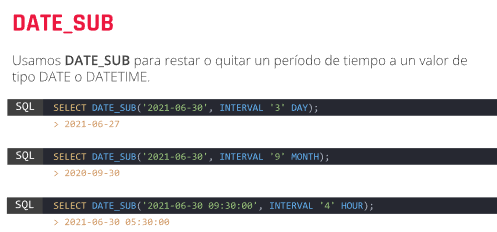 DATE_SUB
Usamos DATE_SUB para restar o quitar un período de tiempo a un valor de
tipo DATE o DATETIME.
SQL SELECT DATE_SUB('2021-06-30', INTERVAL '3' DAY);
> 2021-06-27
SQL SELECT DATE_SUB('2021-06-30', INTERVAL '9' MONTH);
> 2020-09-30
SQL SELECT DATE_SUB('2021-06-30 09:30:00', INTERVAL '4' HOUR);
> 2021-06-30 05:30:00